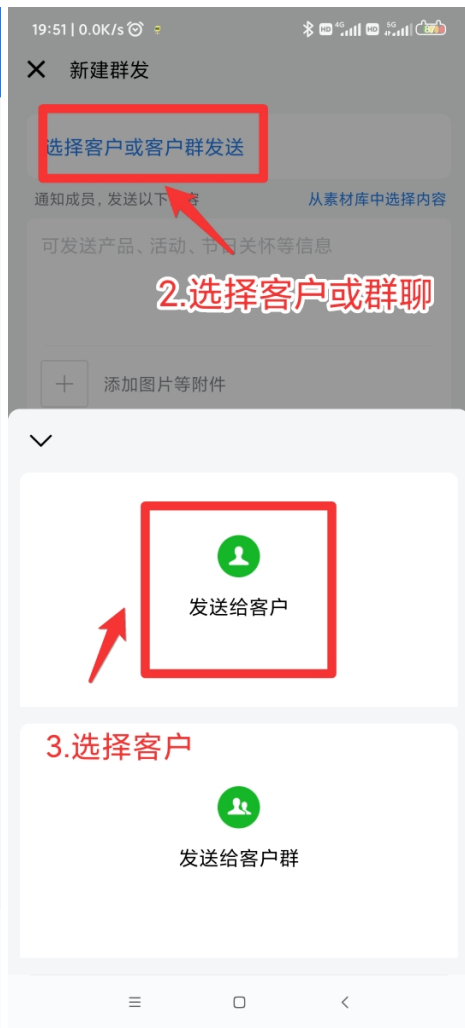 19:51 | 0.0K/s
HD 4G HD 5G
新建群发
选择客户或客户群发送
通知成员，发送以下 容
从素材库中选择内容
可发送产品、活动、节日关怀等信息
2.选择客户或群聊
添加图片等附件
发送给客户
3.选择客户
发送给客户群